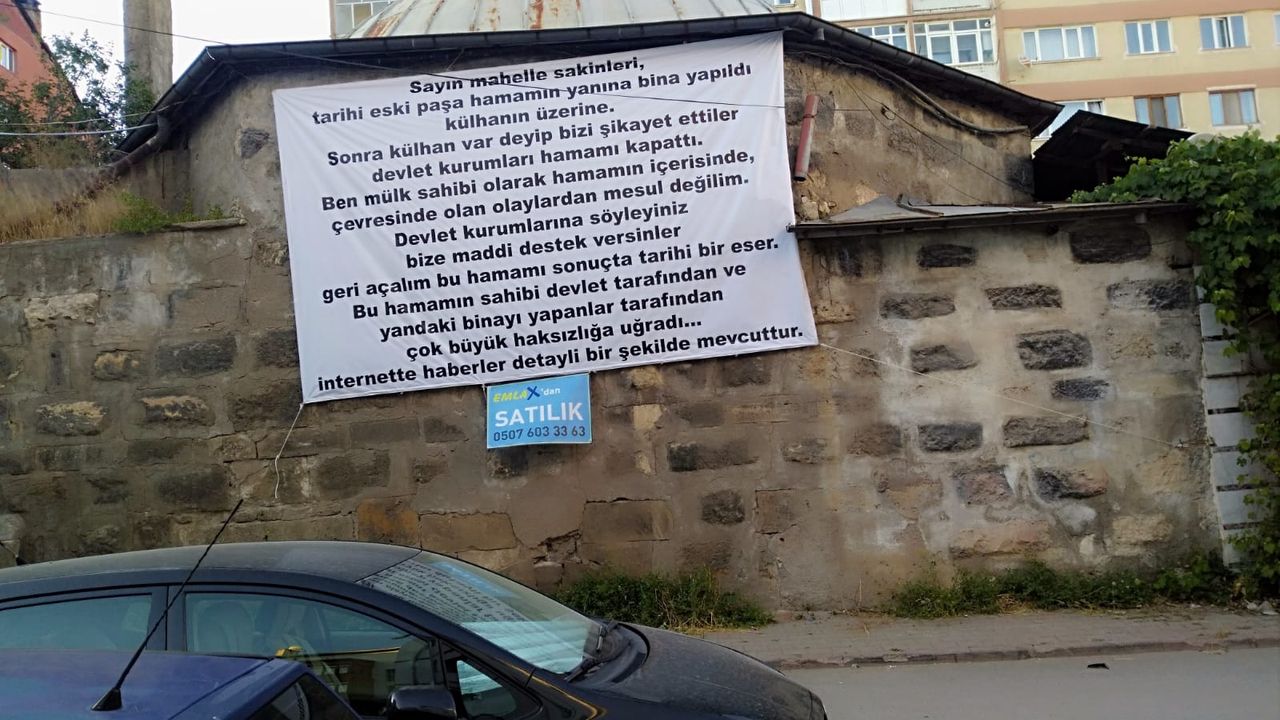 Sayın mahelle sakinleri,
tarihi eski paşa hamamın yanına bina yapıldı
külhanın üzerine.
Sonra külhan var deyip bizi şikayet ettiler
devlet kurumları hamamı kapattı.
Ben mülk sahibi olarak hamamın içerisinde,
çevresinde olan olaylardan mesul değilim.
Devlet kurumlarına söyleyiniz
bize maddi destek versinler
geri açalım bu hamamı sonuçta tarihi bir eser.
Bu hamamın sahibi devlet tarafından ve
yandaki binayı yapanlar tarafından
çok büyük haksızlığa uğradı...
internette haberler detayli bir şekilde mevcuttur.
EMLAX'dan
SATILIK
0507 603 33 63